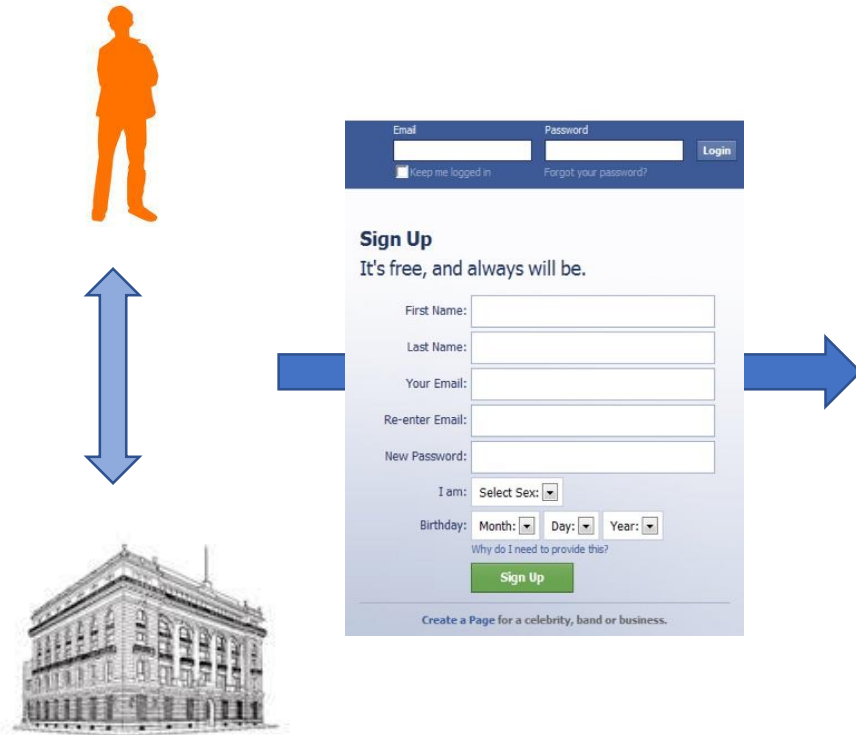 Email Password
Login
Keep me logged in Forgot your password?
Sign Up
It's free, and always will be.
First Name:
Last Name:
Your Email:
Re-enter Email:
New Password:
I am: Select Sex:
Birthday: Month: Day: Year:
Why do I need to provide this?
Sign Up
Create a Page for a celebrity, band or business.